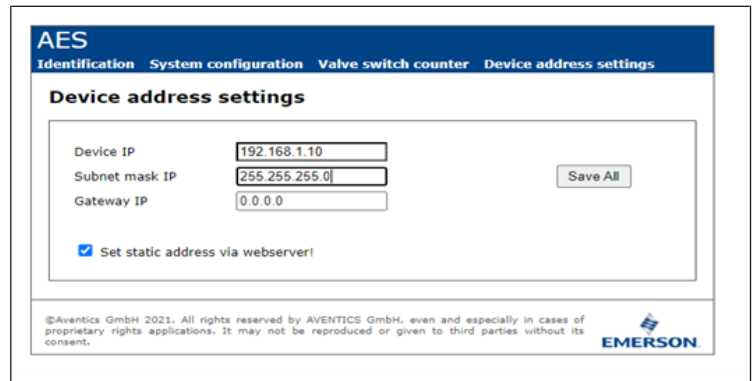 AES
Identification System configuration Valve switch counter Device address settings
Device address settings
Device IP 192.168.1.10
Subnet mask IP 255.255.255.0 Save All
Gateway IP 0.0.0.0
Set static address via webserver!
©Aventics GmbH 2021. All rights reserved by AVENTICS GmbH, even and especially in cases of
proprietary rights applications. It may not be reproduced or given to third parties without its
consent.
EMERSON.